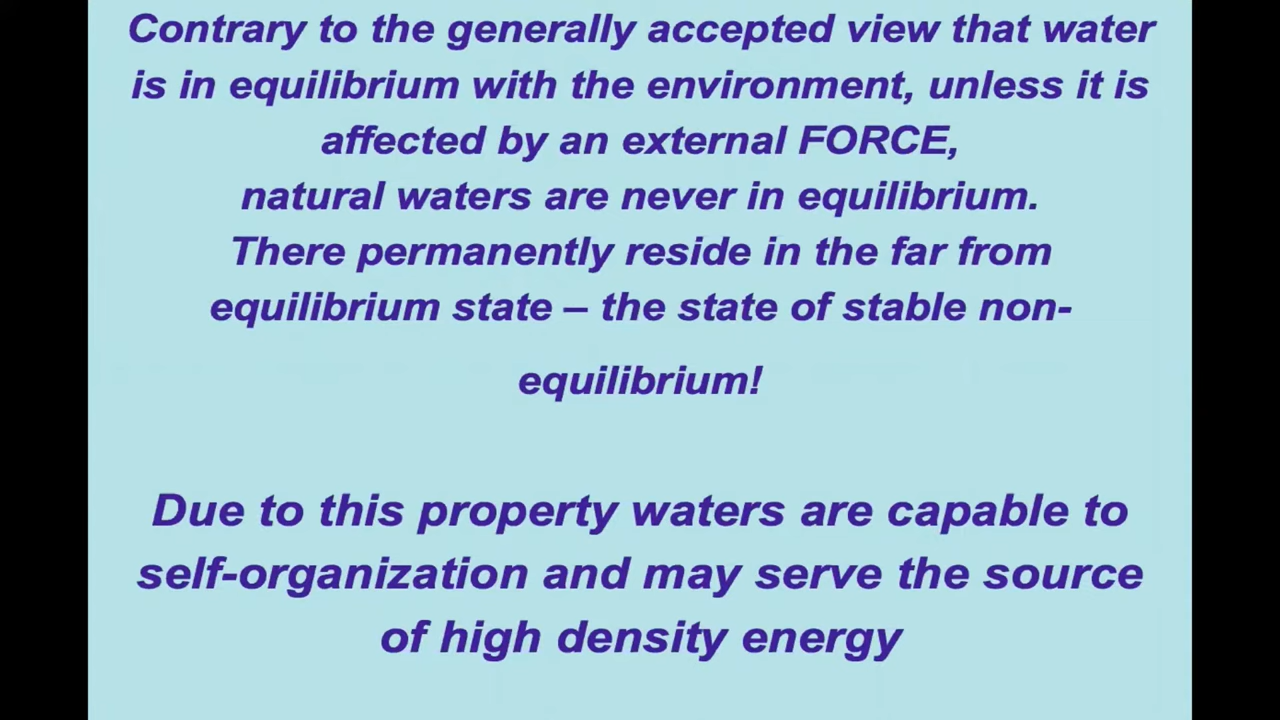 Contrary to the generally accepted view that water
is in equilibrium with the environment, unless it is
affected by an external FORCE,
natural waters are never in equilibrium.
There permanently reside in the far from
equilibrium state – the state of stable non-
equilibrium!
Due to this property waters are capable to
self-organization and may serve the source
of high density energy